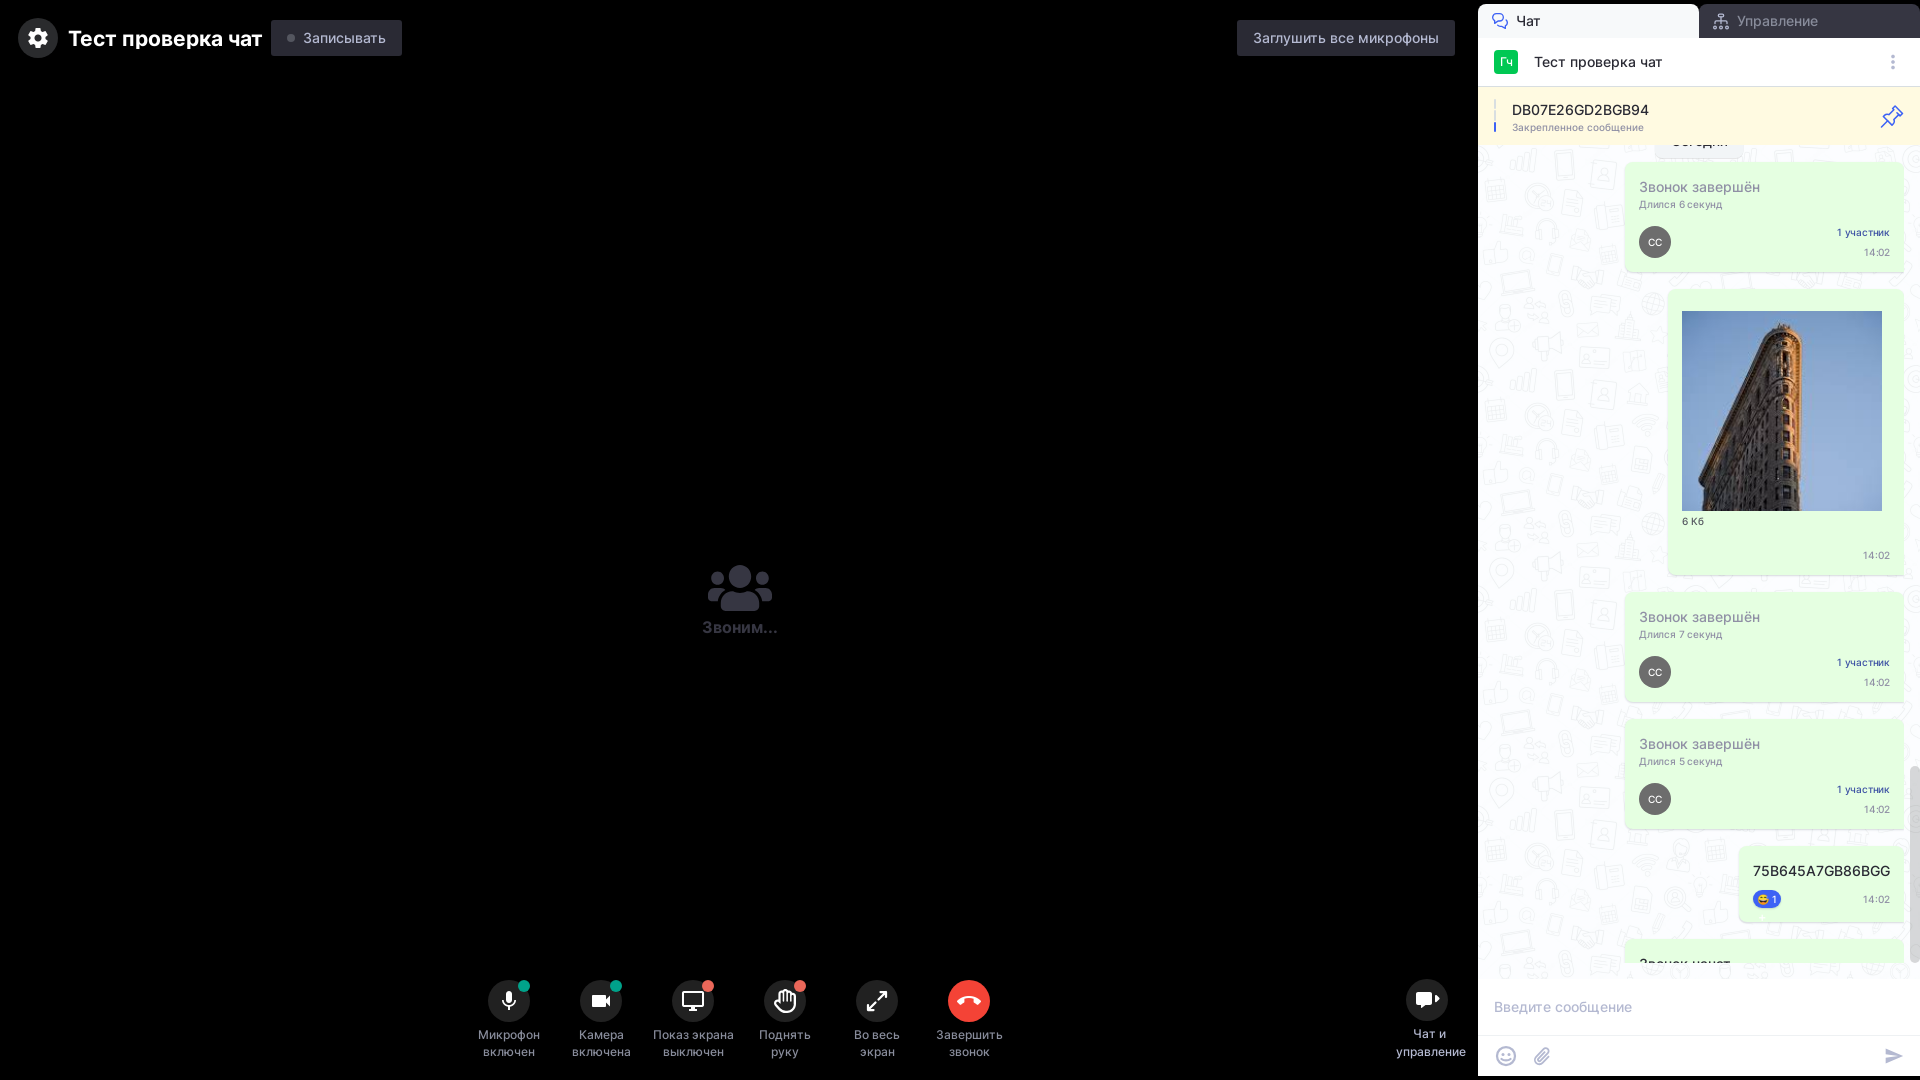 Тест проверка чат
Записывать
Заглушить все микрофоны
Звоним...
Микрофон
включен
Камера
включена
Показ экрана
выключен
Поднять
руку
Во весь
экран
Завершить
звонок
Чат и
управление
Чат
Управление
Гч
Тест проверка чат
DB07E26GD2BGB94
Закрепленное сообщение
Сегодня
Звонок завершён
Длился 6 секунд
СС
1 участник
14:02
6 Кб
14:02
Звонок завершён
Длился 7 секунд
СС
1 участник
14:02
Звонок завершён
Длился 5 секунд
СС
1 участник
14:02
75B645A7GB86BGG
1
14:02
Звонок начат
Введите сообщение